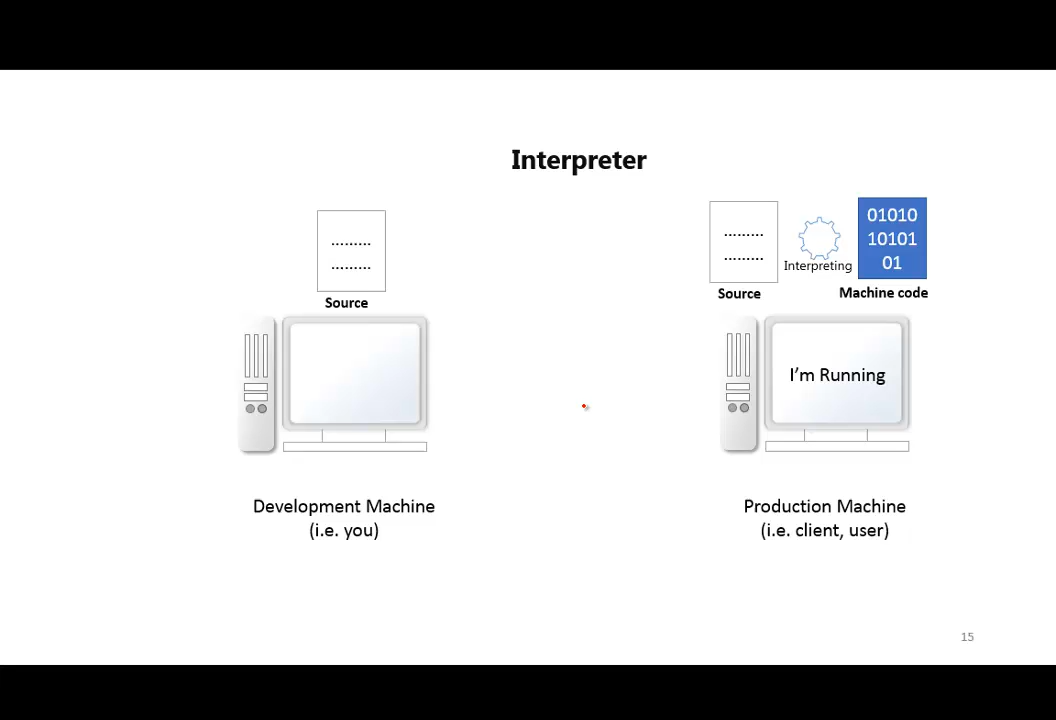 Interpreter
.........
.........
Source
.........
.........
Source
Interpreting
01010
10101
01
Machine code
I'm Running
Development Machine
(i.e. you)
Production Machine
(i.e. client, user)
15